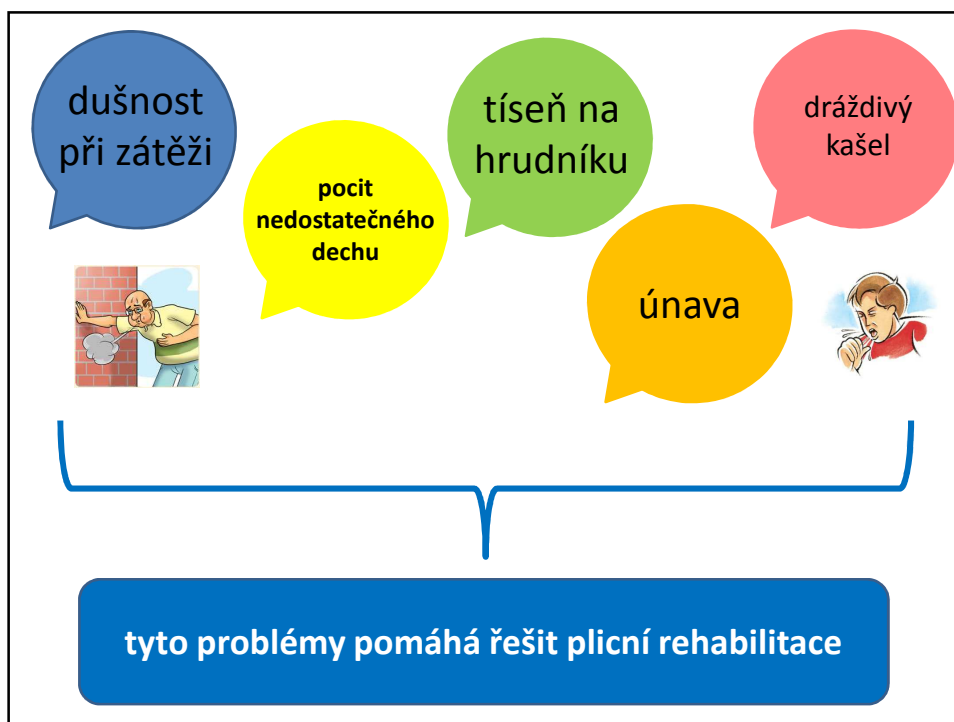 dušnost
při zátěži
pocit
nedostatečného
dechu
tíseň na
hrudníku
únava
dráždivý
kašel
tyto problémy pomáhá řešit plicní rehabilitace